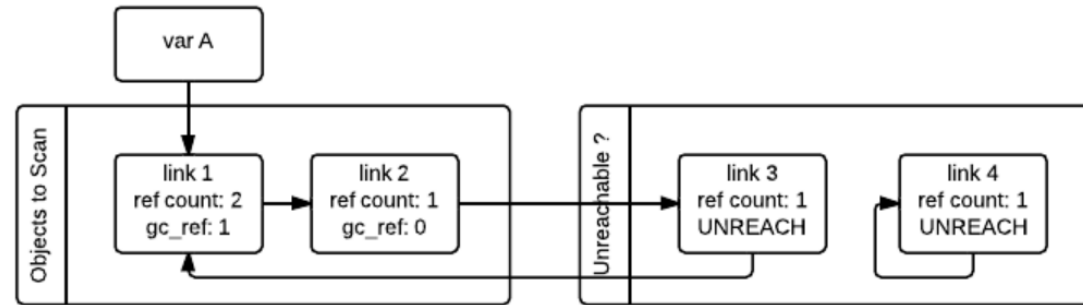 var A
Objects to Scan
link 1
ref count: 2
gc_ref: 1
link 2
ref count: 1
gc_ref: 0
Unreachable ?
link 3
ref count: 1
UNREACH
link 4
ref count: 1
UNREACH